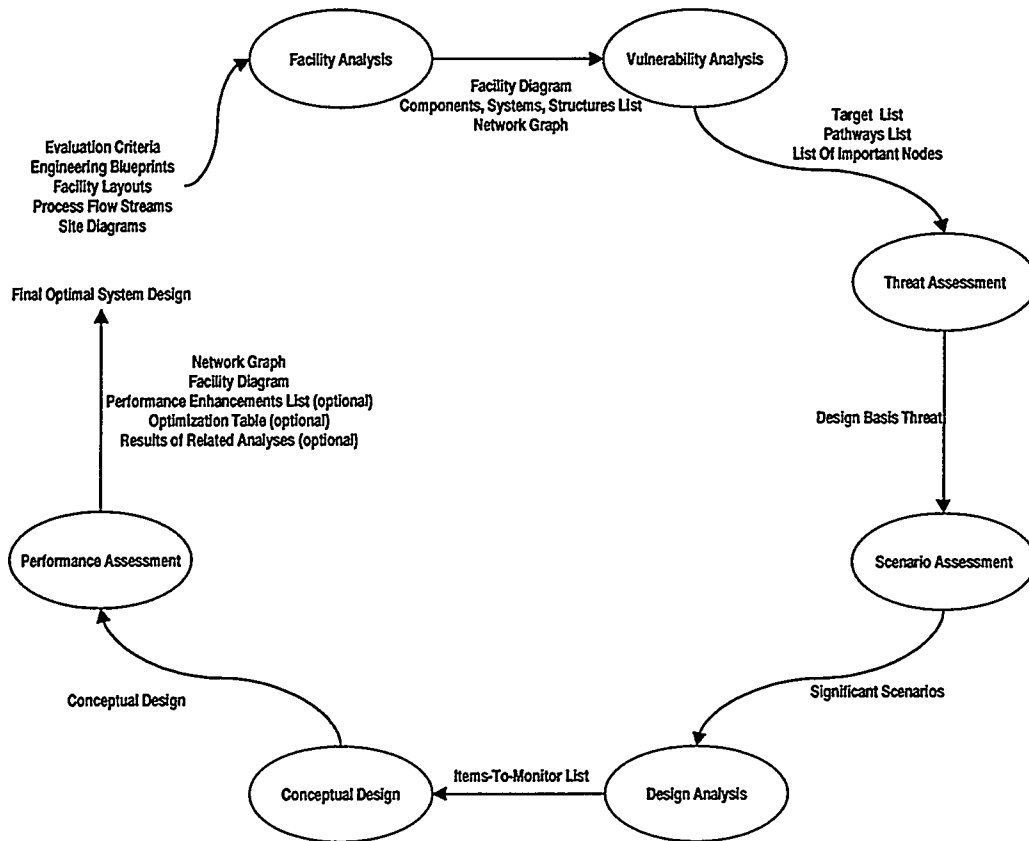 Facility Analysis
Vulnerability Analysis
Facility Diagram
Components, Systems, Structures List
Network Graph
Target List
Pathways List
List Of Important Nodes
Evaluation Criteria
Engineering Blueprints
Facility Layouts
Process Flow Streams
Site Diagrams
Threat Assessment
Final Optimal System Design
Network Graph
Facility Diagram
Performance Enhancements List (optional)
Optimization Table (optional)
Results of Related Analyses (optional)
Design Basis Threat
Performance Assessment
Scenario Assessment
Conceptual Design
Significant Scenarios
Items-To-Monitor List
Conceptual Design
Design Analysis